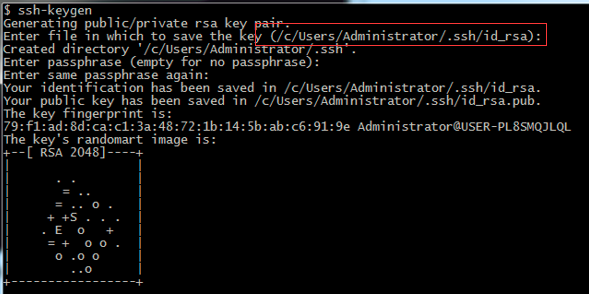 $ ssh-keygen
Generating public/private rsa key pair.
Enter file in which to save the key (/c/Users/Administrator/.ssh/id_rsa):
Created directory '/c/Users/Administrator/.ssh'.
Enter passphrase (empty for no passphrase):
Enter same passphrase again:
Your identification has been saved in /c/Users/Administrator/.ssh/id_rsa.
Your public key has been saved in /c/Users/Administrator/.ssh/id_rsa.pub.
The key fingerprint is:
79:f1:ad:8d:ca:c1:3a:48:72:1b:14:5b:ab:c6:91:9e Administrator@USER-PL8SMQJLQL
The key's randomart image is:
+--[ RSA 2048]----+
|                 |
|      . .        |
|       = ..      |
|      = .. o .   |
|     + +S . . .  |
|    . E  o   +   |
|     = +  o o .  |
|      o .o o     |
|        ..o      |
+-----------------+